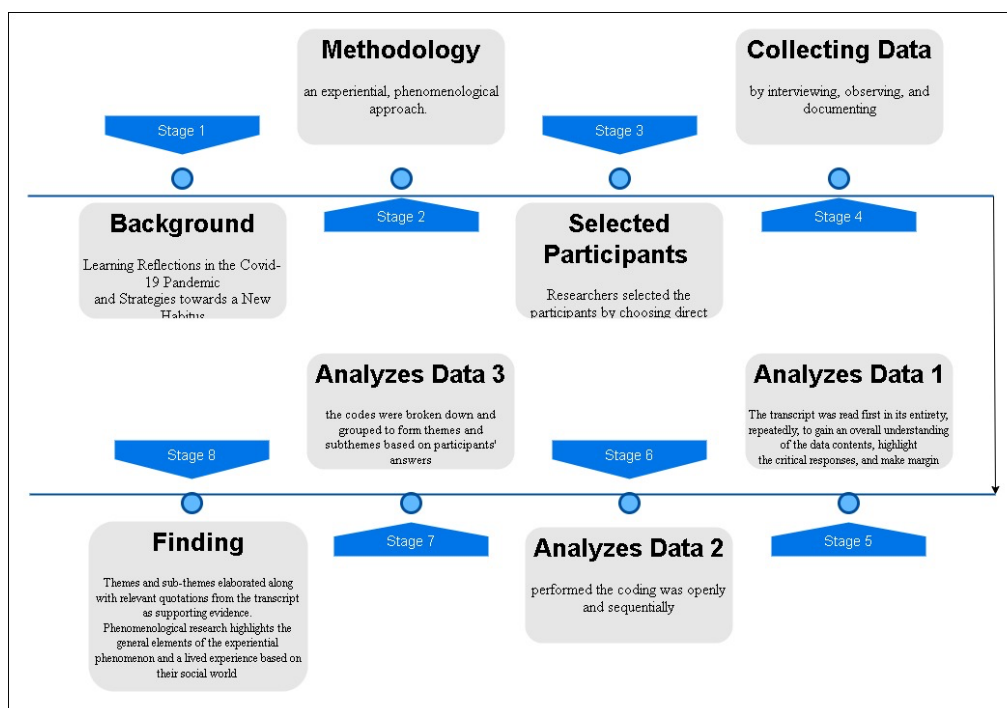 Methodology
an experiential, phenomenological
approach.
Collecting Data
by interviewing, observing, and
documenting
Stage 1
Stage 3
Stage 2
Stage 4
Background
Learning Reflections in the Covid-
19 Pandemic
and Strategies towards a New
Habitus
Selected
Participants
Researchers selected the
participants by choosing direct
Analyzes Data 3
the codes were broken down and
grouped to form themes and
subthemes based on participants'
answers
Analyzes Data 1
The transcript was read first in its entirety,
repeatedly, to gain an overall understanding
of the data contents, highlight
the critical responses, and make margin
Stage 8
Stage 6
Stage 7
Stage 5
Finding
Themes and sub-themes elaborated along
with relevant quotations from the transcript
as supporting evidence.
Phenomenological research highlights the
general elements of the experiential
phenomenon and a lived experience based on
their social world
Analyzes Data 2
performed the coding was openly
and sequentially